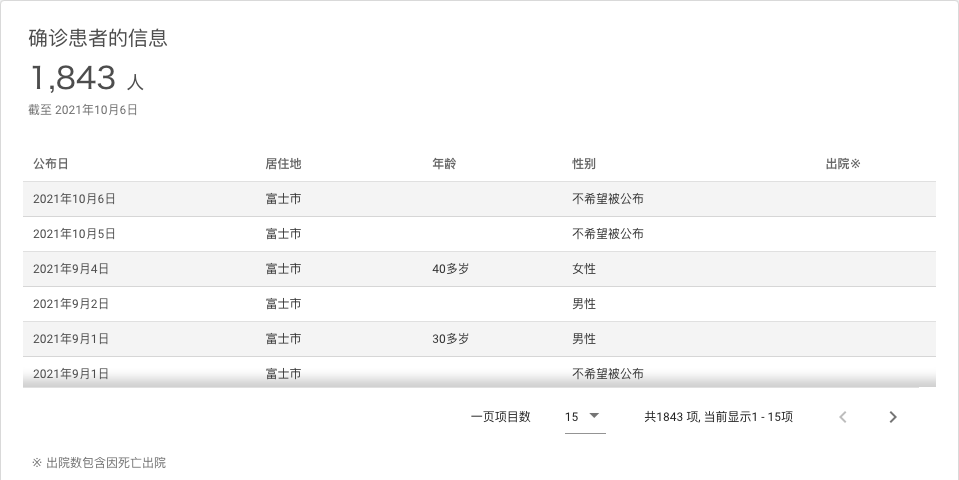 确诊患者的信息
1,843 人
截至 2021年10月6日
公布日 居住地 年龄 性别 出院※
2021年10月6日 富士市 不希望被公布
2021年10月5日 富士市 不希望被公布
2021年9月4日 富士市 40多岁 女性
2021年9月2日 富士市 男性
2021年9月1日 富士市 30多岁 男性
2021年9月1日 富士市 不希望被公布
一页项目数 15 共1843 项, 当前显示1 - 15项
※ 出院数包含因死亡出院